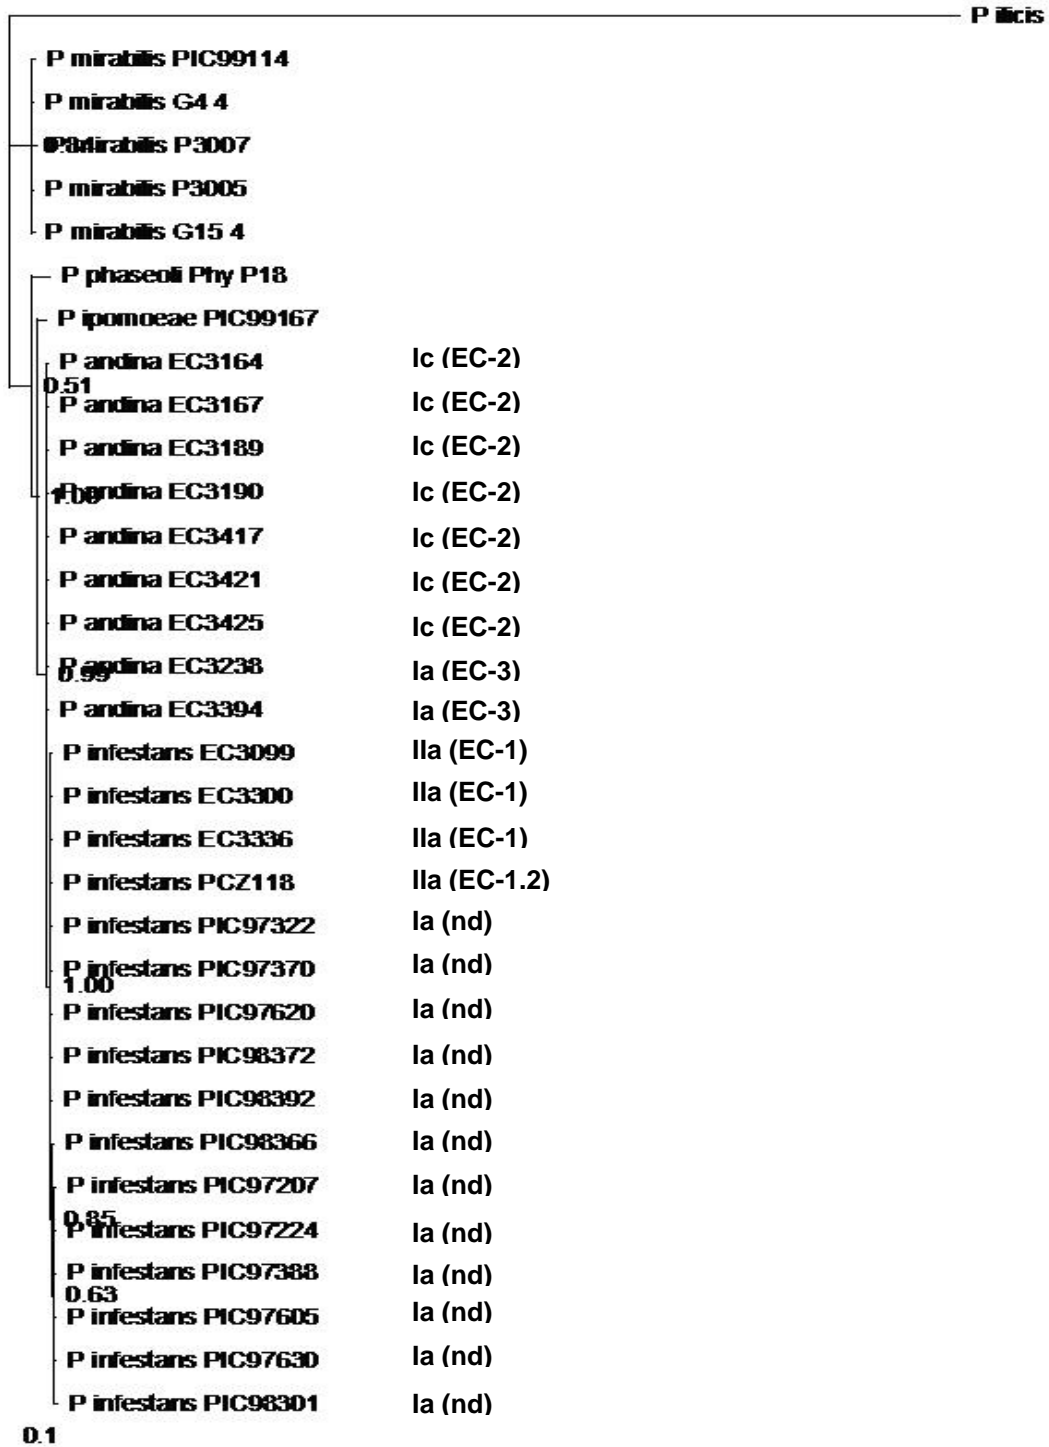 P ilicis
P mirabilis PIC99114
P mirabilis G4 4
0.84
P mirabilis P3007
P mirabilis P3005
P mirabilis G15 4
P phaseoli Phy P18
P ipomoeae PIC99167
P andina EC3164 Ic (EC-2)
0.51
P andina EC3167 Ic (EC-2)
P andina EC3189 Ic (EC-2)
1.00
P andina EC3190 Ic (EC-2)
P andina EC3417 Ic (EC-2)
P andina EC3421 Ic (EC-2)
P andina EC3425 Ic (EC-2)
P andina EC3238 Ia (EC-3)
0.99
P andina EC3394 Ia (EC-3)
P infestans EC3099 IIa (EC-1)
P infestans EC3300 IIa (EC-1)
P infestans EC3336 IIa (EC-1)
P infestans PCZ118 IIa (EC-1.2)
P infestans PIC97322 Ia (nd)
P infestans PIC97370 Ia (nd)
1.00
P infestans PIC97620 Ia (nd)
P infestans PIC98372 Ia (nd)
P infestans PIC98392 Ia (nd)
P infestans PIC98366 Ia (nd)
P infestans PIC97207 Ia (nd)
0.85
P infestans PIC97224 Ia (nd)
P infestans PIC97388 Ia (nd)
0.63
P infestans PIC97605 Ia (nd)
P infestans PIC97630 Ia (nd)
P infestans PIC98301 Ia (nd)
0.1